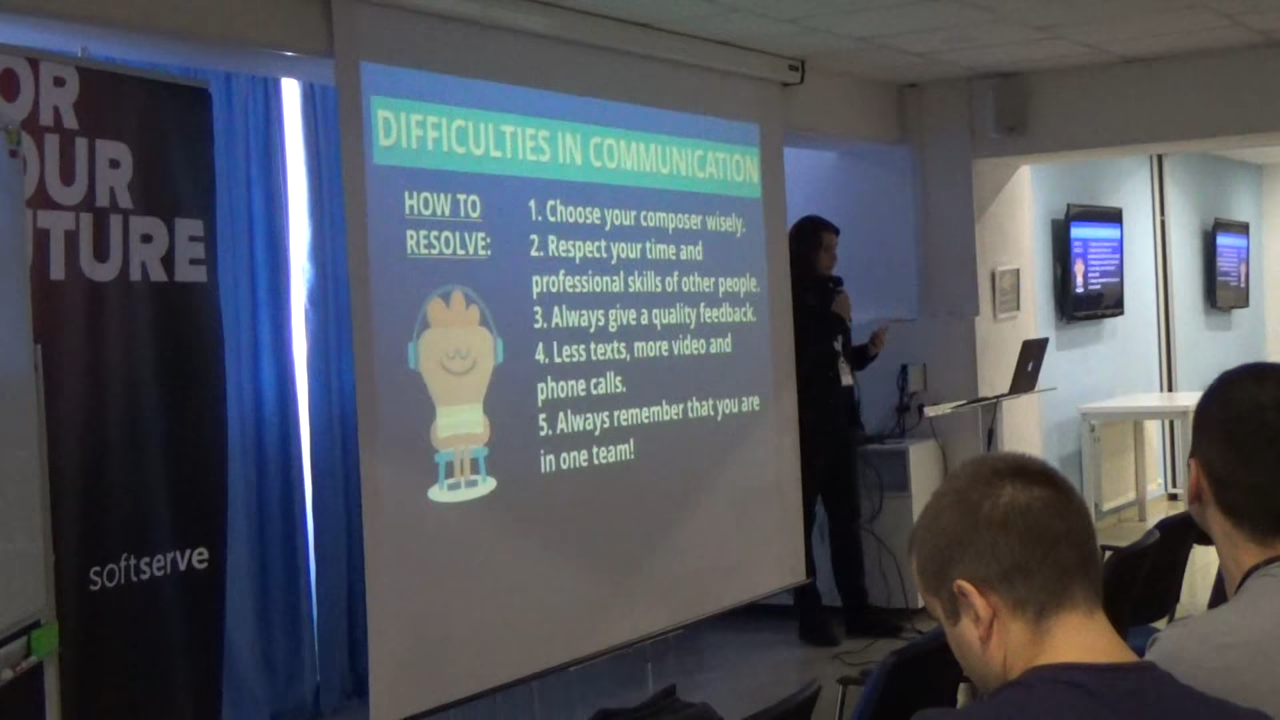 OR
OUR
UTURE
softserve
DIFFICULTIES IN COMMUNICATION
HOW TO
RESOLVE:
1. Choose your composer wisely.
2. Respect your time and
professional skills of other people.
3. Always give a quality feedback.
4. Less texts, more video and
phone calls.
5. Always remember that you are
in one team!